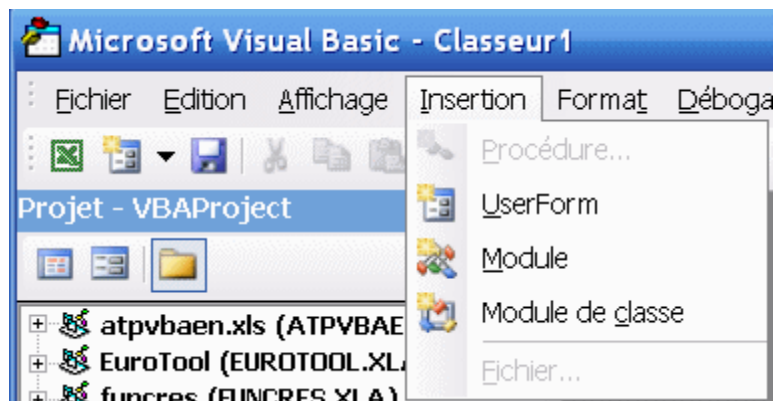 Microsoft Visual Basic - Classeur1
Fichier Edition Affichage Insertion Format Déboga
Procédure...
Projet - VBAProject
UserForm
Module
Module de classe
atpvbaen.xls (ATPVBAE
EuroTool (EUROTOOL.XLA
Fichier...
funcres (FUNCRES.XLA)